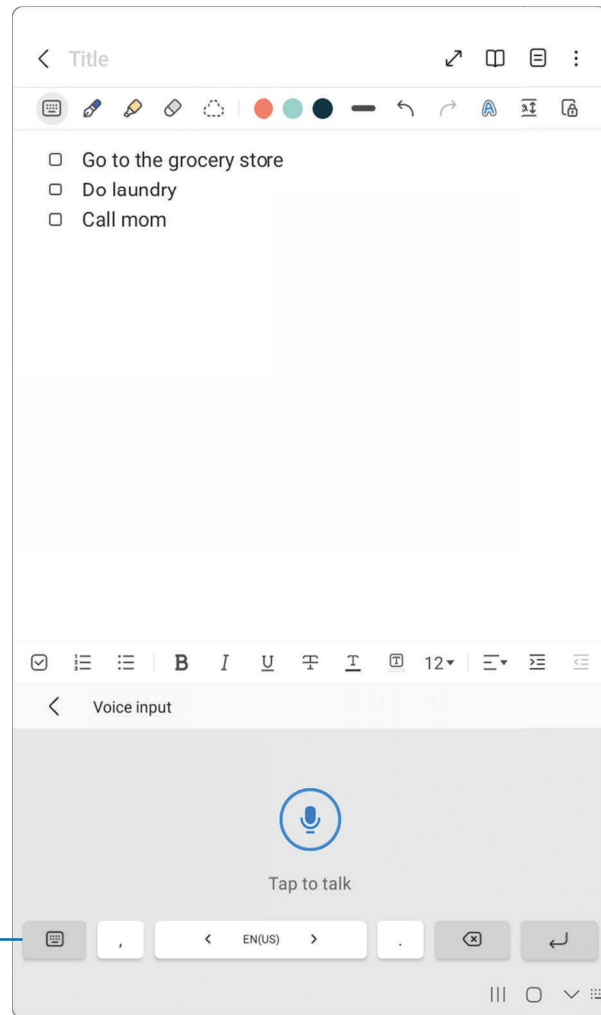 Title
Go to the grocery store
Do laundry
Call mom
B I U T T T 12
Voice input
Tap to talk
, EN(US) .